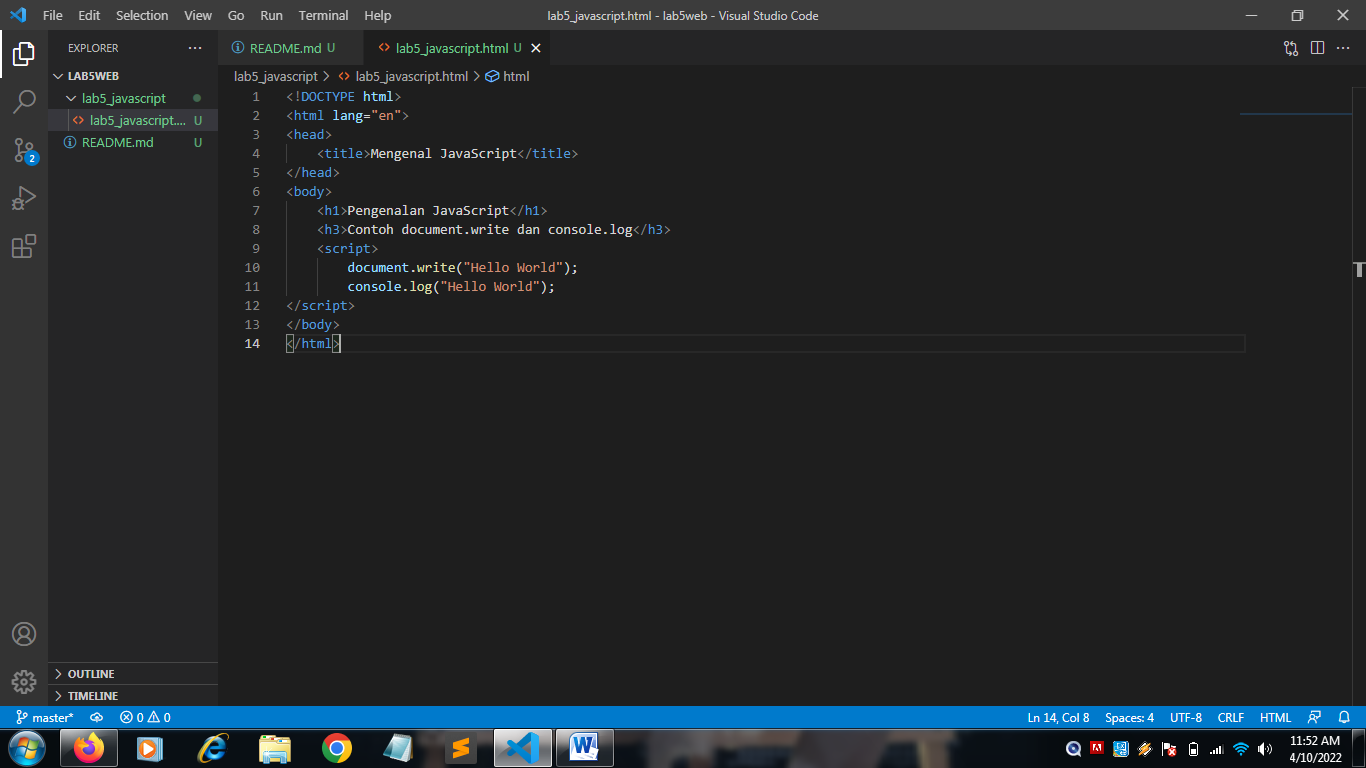 File Edit Selection View Go Run Terminal Help lab5_javascript.html - lab5web - Visual Studio Code
EXPLORER
README.md U
lab5_javascript.html U
LAB5WEB
lab5_javascript
lab5_javascript.... U
README.md U
lab5_javascript > lab5_javascript.html > html
1 <!DOCTYPE html>
2 <html lang="en">
3 <head>
4 <title>Mengenal JavaScript</title>
5 </head>
6 <body>
7 <h1>Pengenalan JavaScript</h1>
8 <h3>Contoh document.write dan console.log</h3>
9 <script>
10 document.write("Hello World");
11 console.log("Hello World");
12 </script>
13 </body>
14 </html>
2
OUTLINE
TIMELINE
master* 0 0 Ln 14, Col 8 Spaces: 4 UTF-8 CRLF HTML
11:52 AM
4/10/2022